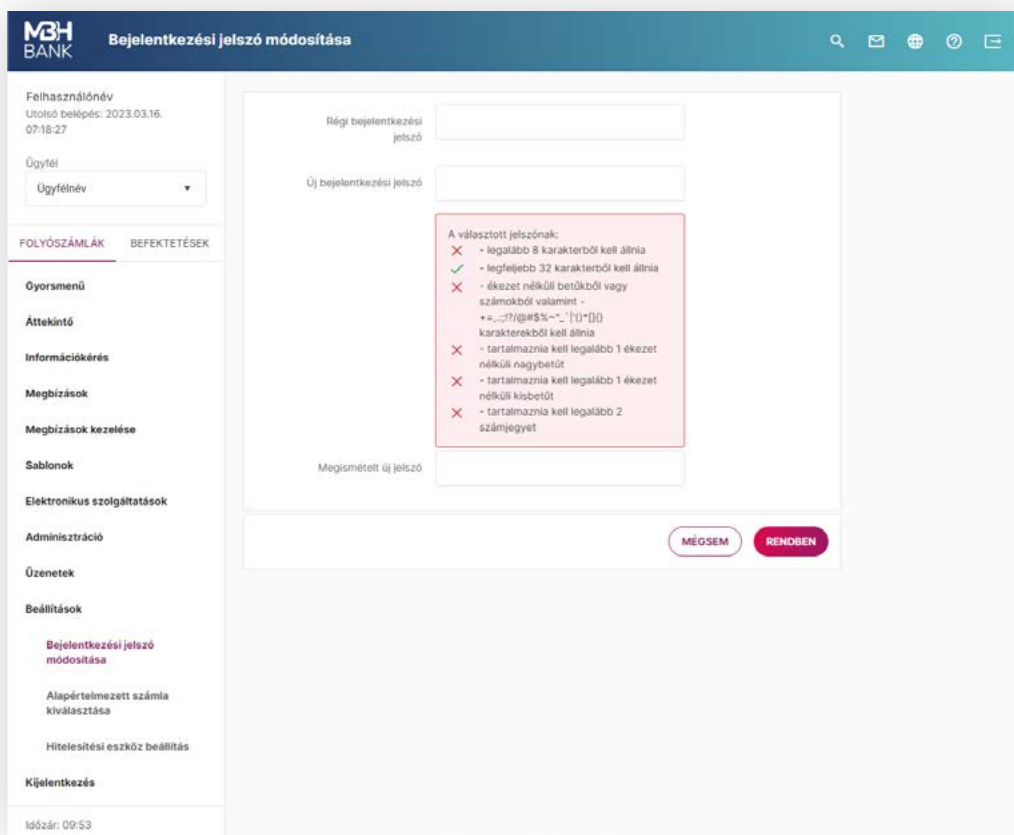 MBH
BANK
Bejelentkezési jelszó módosítása
Felhasználónév
Utolsó belépés: 2023.03.16.
07:18:27
Ügyfél
Ügyfélnév
FOLYÓSZÁMLÁK
BEFEKTETÉSEK
Gyorsmenü
Áttekintő
Információkérés
Megbízások
Megbízások kezelése
Sablonok
Elektronikus szolgáltatások
Adminisztráció
Üzenetek
Beállítások
Bejelentkezési jelszó
módosítása
Alapértelmezett számla
kiválasztása
Hitelesítési eszköz beállítás
Kijelentkezés
Időzár: 09:53
Régi bejelentkezési
jelszó
Új bejelentkezési jelszó
A választott jelszónak:
- legalább 8 karakterből kell állnia
- legfeljebb 32 karakterből kell állnia
- ékezet nélküli betűkből vagy
számokból valamint -
+=,.:;!?/@#$%~^_`|'()*[]{}
karakterekből kell állnia
- tartalmaznia kell legalább 1 ékezet
nélküli nagybetűt
- tartalmaznia kell legalább 1 ékezet
nélküli kisbetűt
- tartalmaznia kell legalább 2
számjegyet
Megismételt új jelszó
MÉGSEM
RENDBEN